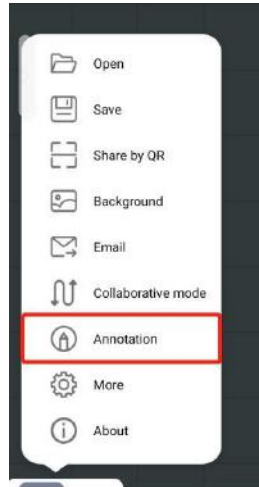 Open
Save
Share by QR
Background
Email
Collaborative mode
Annotation
More
About